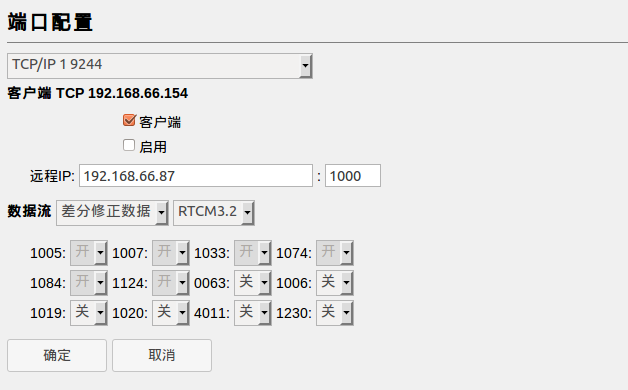 端口配置
TCP/IP 1 9244
客户端 TCP 192.168.66.154
客户端
启用
远程IP: 192.168.66.87 : 1000
数据流 差分修正数据 RTCM3.2
1005: 开 1007: 开 1033: 开 1074: 开
1084: 开 1124: 开 0063: 关 1006: 关
1019: 关 1020: 关 4011: 关 1230: 关
确定 取消